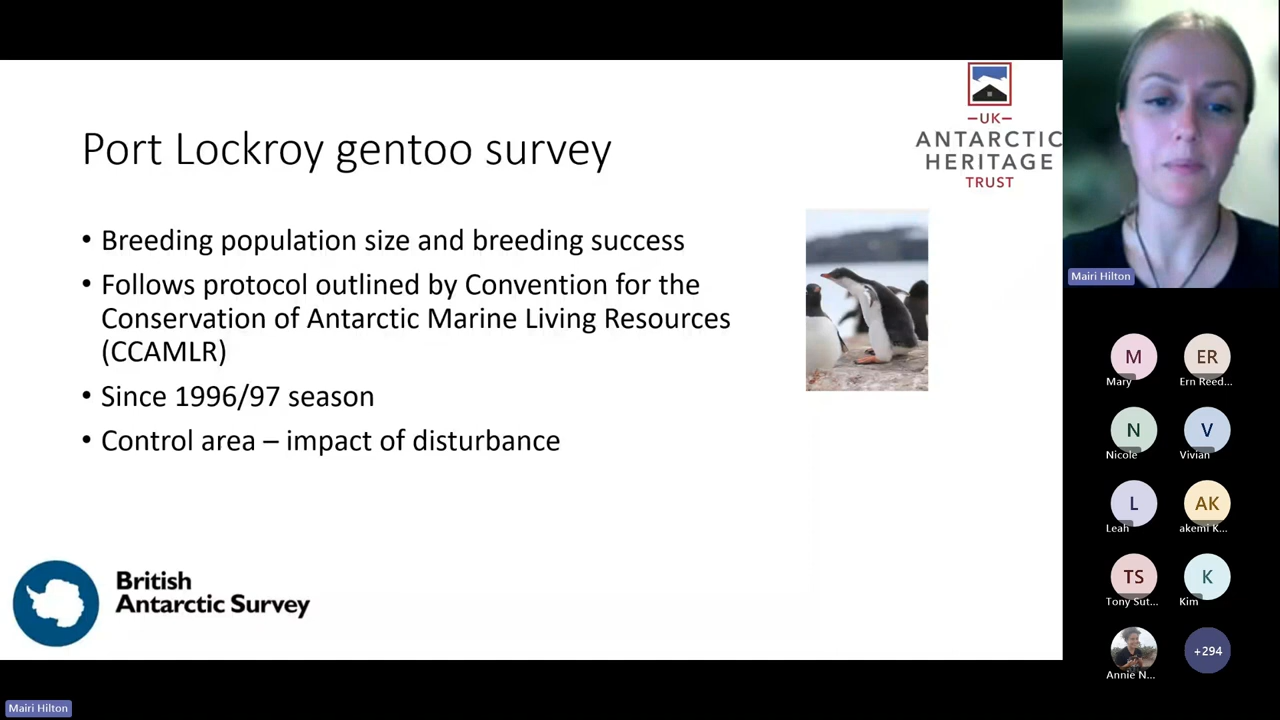 Port Lockroy gentoo survey
• Breeding population size and breeding success
• Follows protocol outlined by Convention for the
Conservation of Antarctic Marine Living Resources
(CCAMLR)
• Since 1996/97 season
• Control area – impact of disturbance
–UK–
ANTARCTIC
HERITAGE
TRUST
British
Antarctic Survey
Mairi Hilton
M
Mary
ER
Ern Reed...
N
Nicole
V
Vivian
L
Leah
AK
akemi K...
TS
Tony Sut...
K
Kim
Annie N...
+294
Mairi Hilton